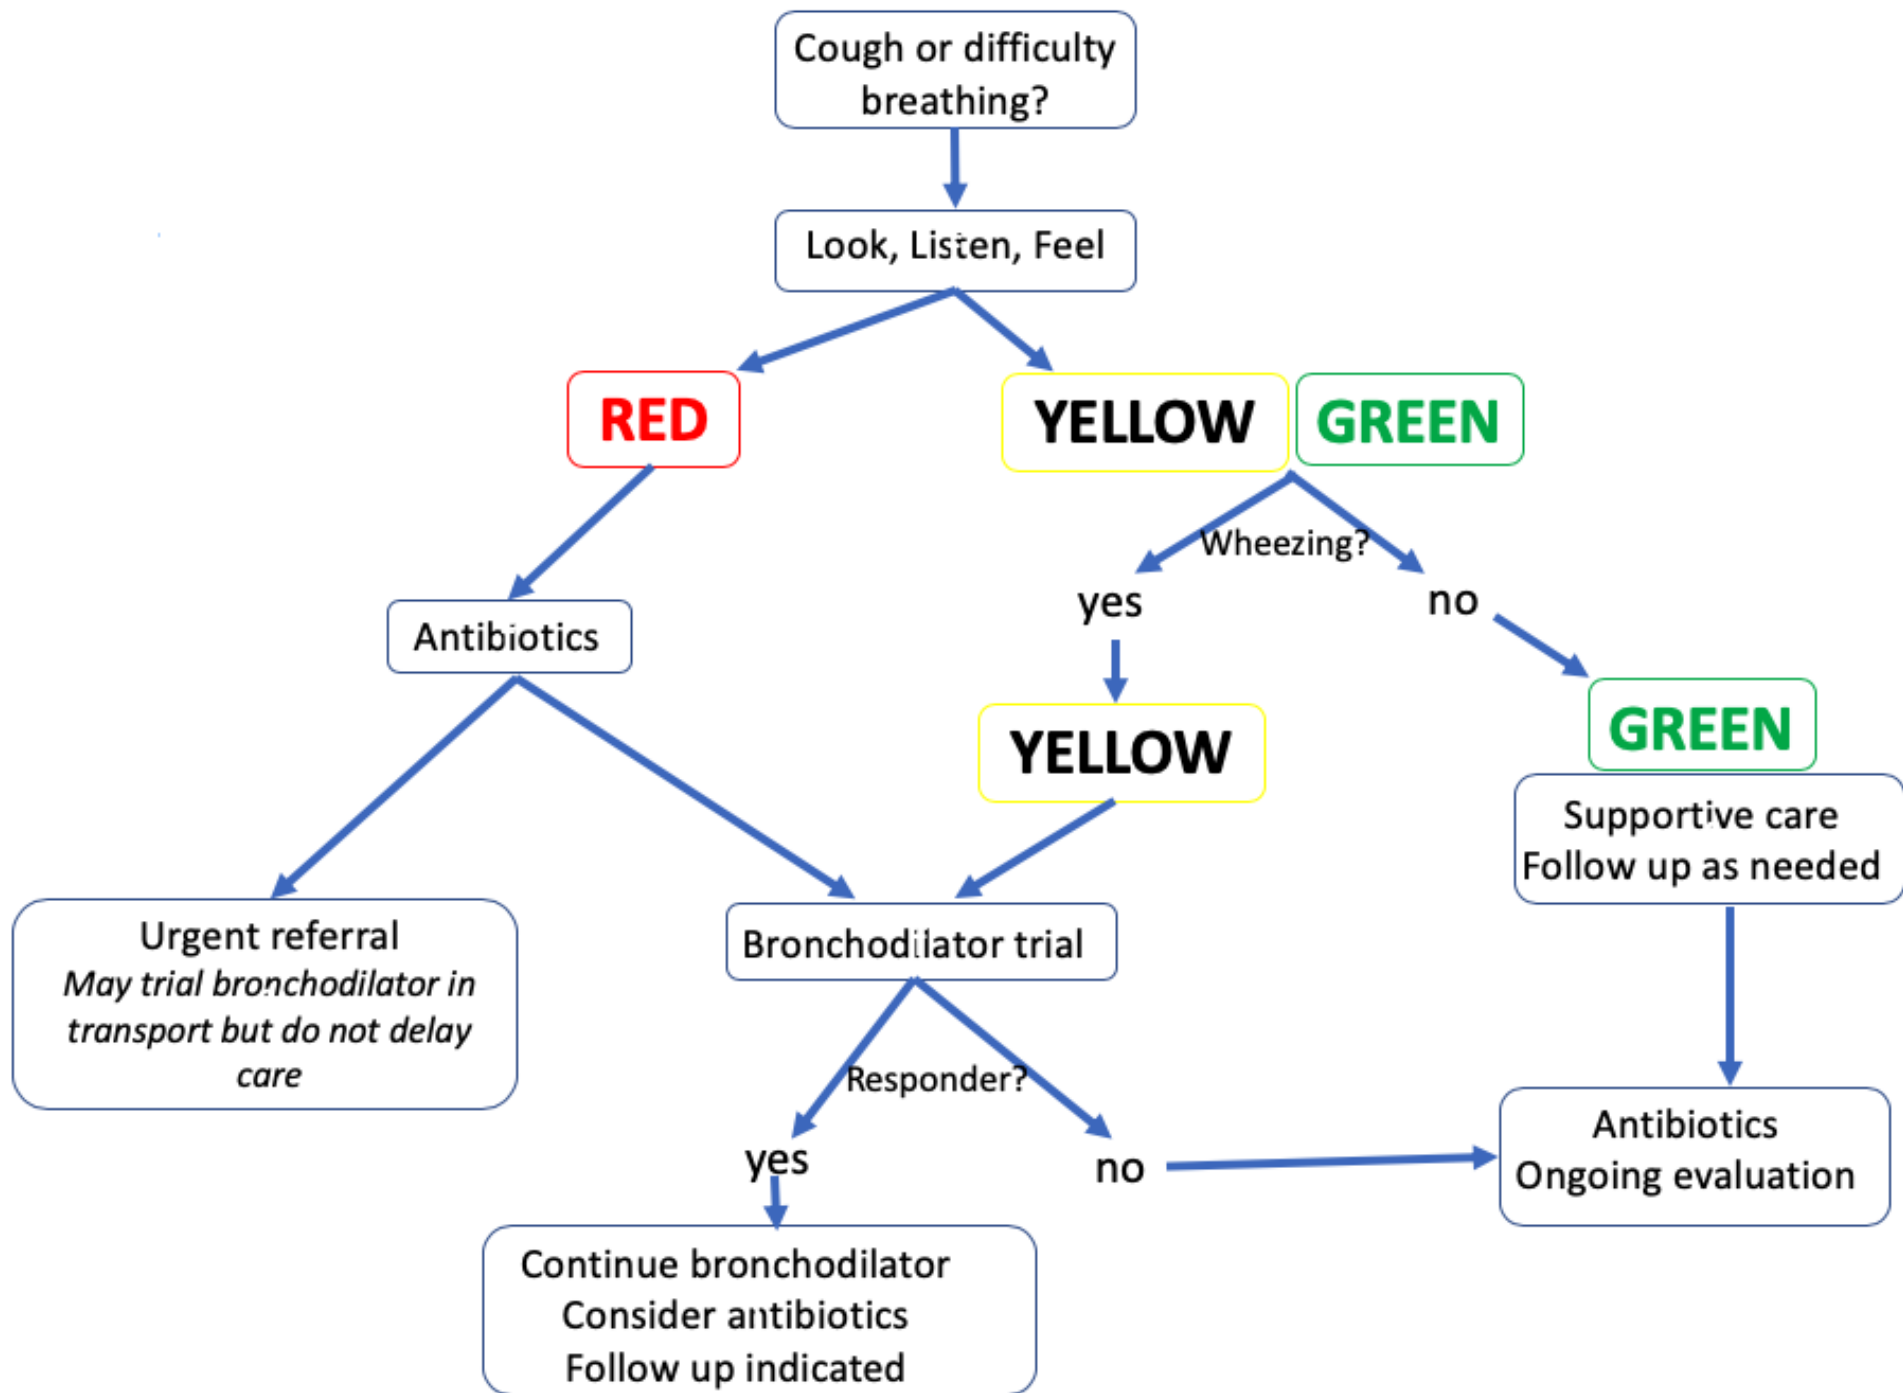 Cough or difficulty
breathing?
Look, Listen, Feel
RED
YELLOW
GREEN
Wheezing?
yes
no
Antibiotics
YELLOW
GREEN
Supportive care
Follow up as needed
Urgent referral
May trial bronchodilator in
transport but do not delay
care
Bronchodilator trial
Responder?
yes
no
Antibiotics
Ongoing evaluation
Continue bronchodilator
Consider antibiotics
Follow up indicated